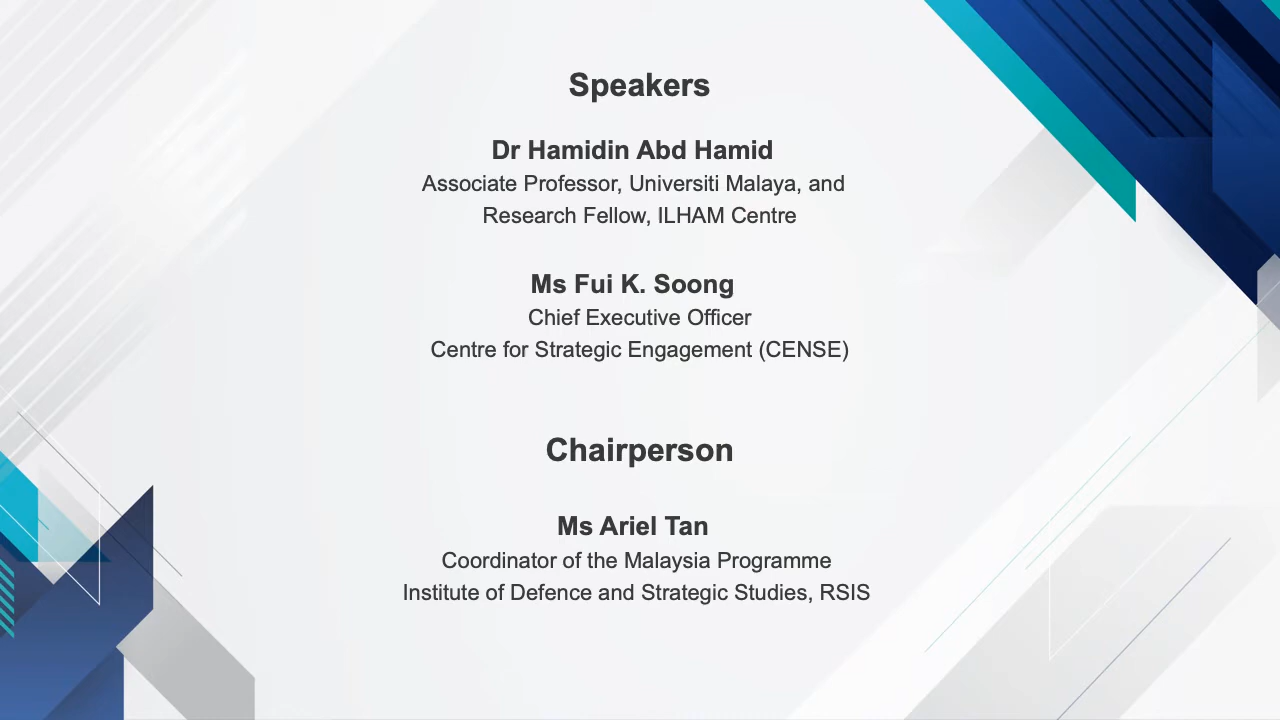 Speakers
Dr Hamidin Abd Hamid
Associate Professor, Universiti Malaya, and
Research Fellow, ILHAM Centre
Ms Fui K. Soong
Chief Executive Officer
Centre for Strategic Engagement (CENSE)
Chairperson
Ms Ariel Tan
Coordinator of the Malaysia Programme
Institute of Defence and Strategic Studies, RSIS